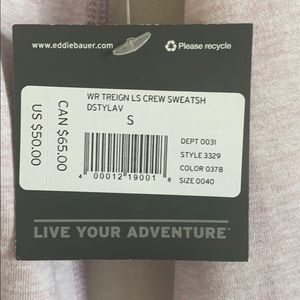 www.eddiebauer.com
Please recycle
WR TREIGN LS CREW SWEATSH
DSTYLAV
S
CAN $65.00
US $50.00
DEPT 0031
STYLE 3329
COLOR 037B
SIZE 0040
4 00012 19001 8
LIVE YOUR ADVENTURE